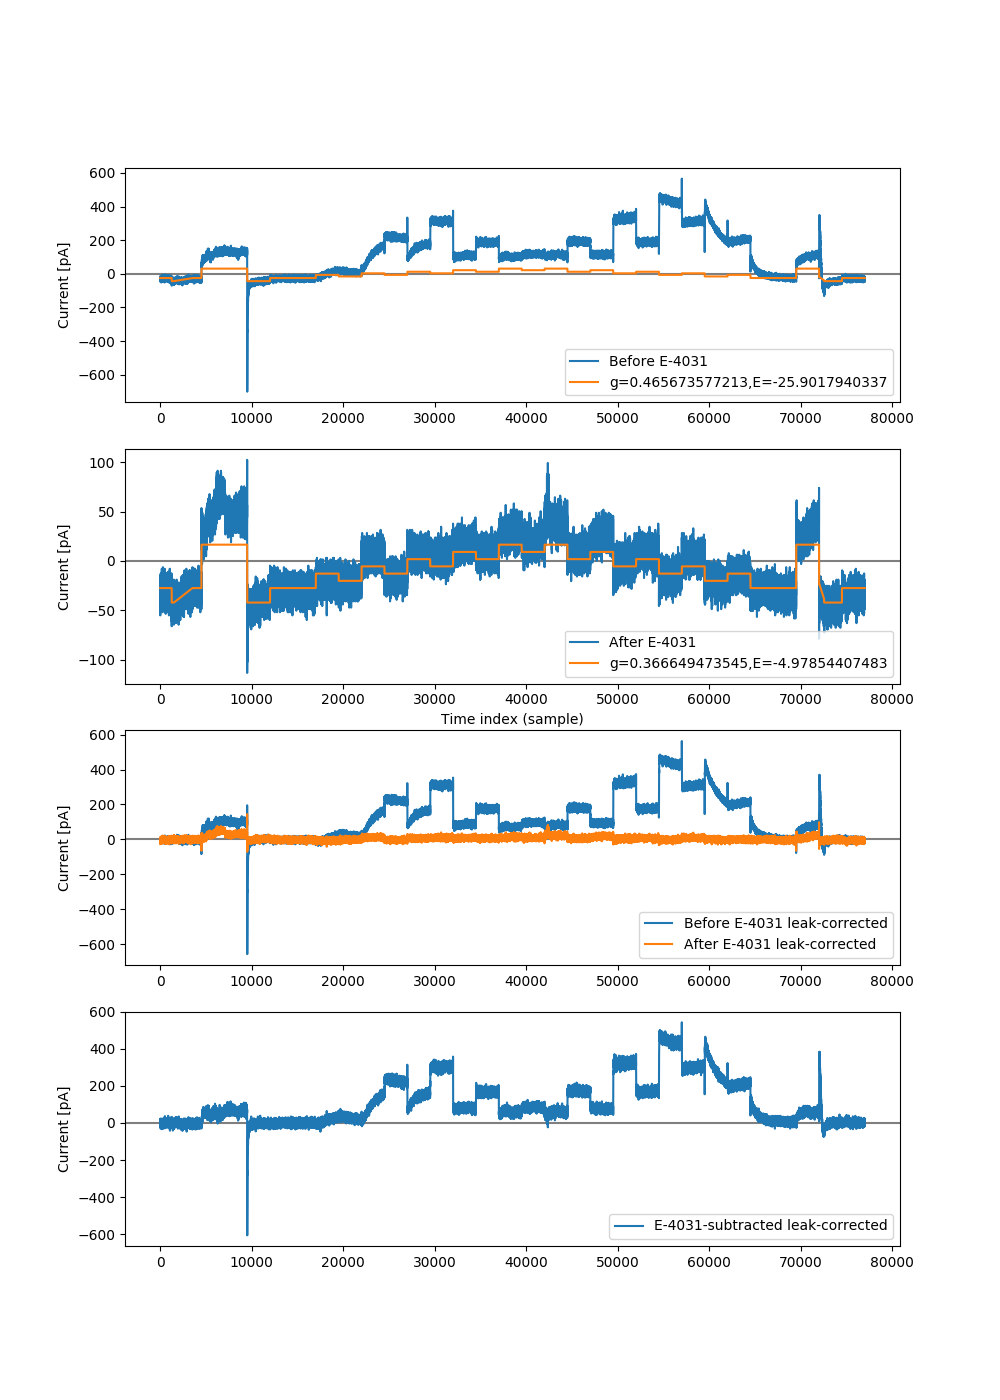 600
400
200
0
−200
−400
−600
Current [pA]
Before E-4031
g=0.465673577213,E=-25.9017940337
0 10000 20000 30000 40000 50000 60000 70000 80000
100
50
0
−50
−100
Current [pA]
After E-4031
g=0.366649473545,E=-4.97854407483
0 10000 20000 30000 40000 50000 60000 70000 80000
Time index (sample)
600
400
200
0
−200
−400
−600
Current [pA]
Before E-4031 leak-corrected
After E-4031 leak-corrected
0 10000 20000 30000 40000 50000 60000 70000 80000
600
400
200
0
−200
−400
−600
Current [pA]
E-4031-subtracted leak-corrected
0 10000 20000 30000 40000 50000 60000 70000 80000